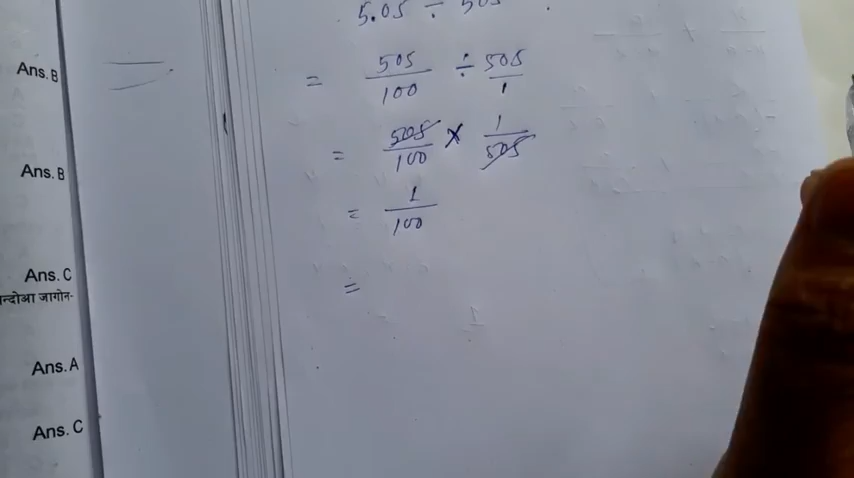 5.05 ÷ 505
= 505/100 ÷ 505/1
= 505/100 × 1/505
= 1/100
=
Ans. B
Ans. B
Ans. C
न्दोआ जागोन
Ans. A
Ans. C